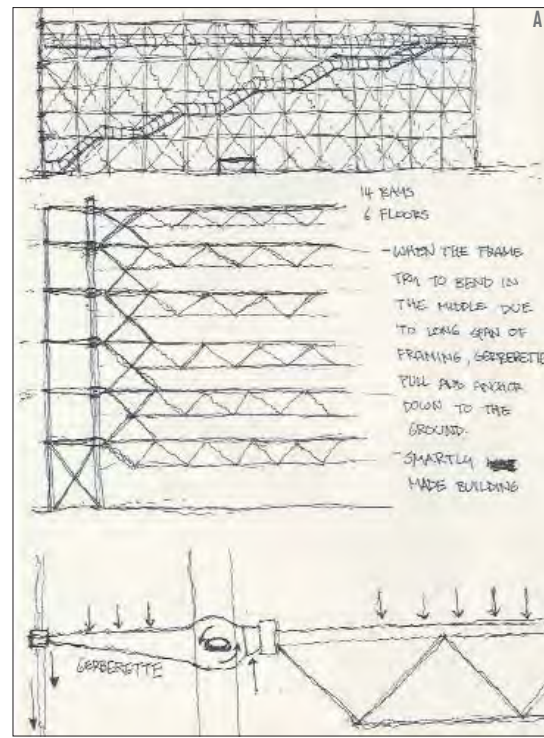 A
14 BAYS
6 FLOORS
- WHEN THE FRAME
TRY TO BEND IN
THE MIDDLE DUE
TO LONG SPAN OF
FRAMING, GERBERETTE
PULL AND ANCHOR
DOWN TO THE
GROUND.
- SMARTLY
MADE BUILDING
GERBERETTE